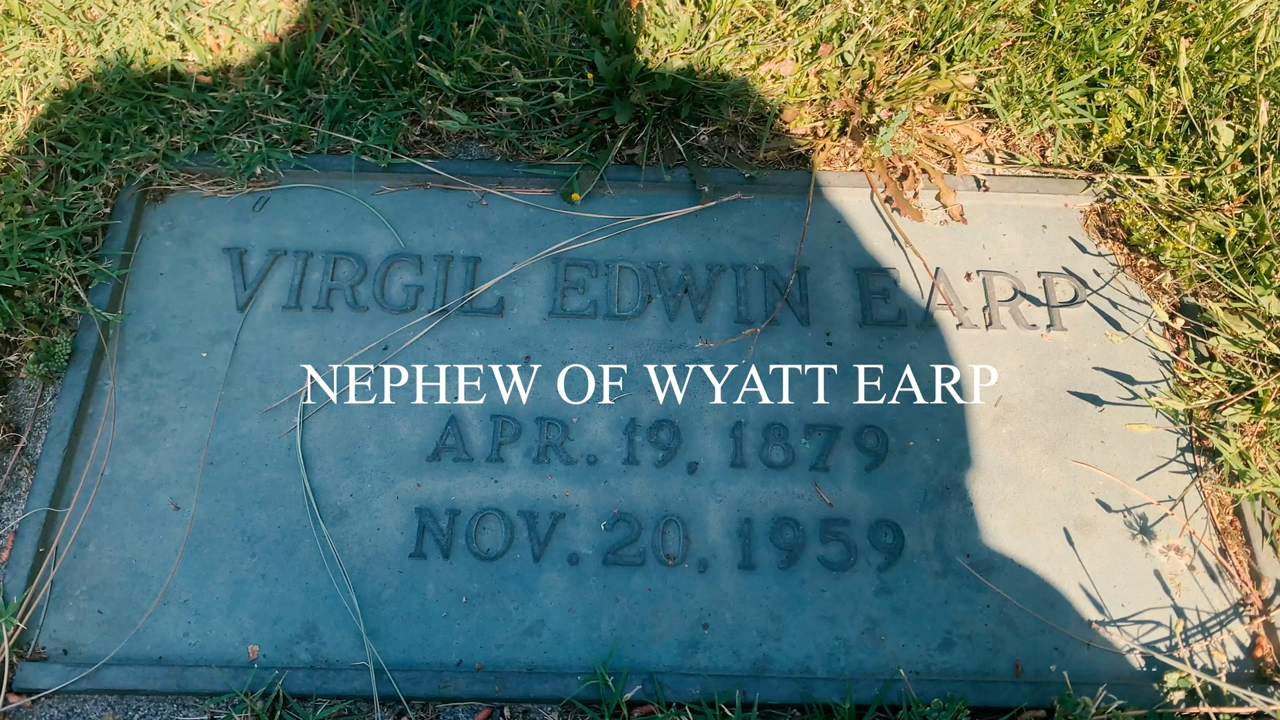 VIRGIL EDWIN EARP
NEPHEW OF WYATT EARP
APR. 19, 1879
NOV. 20, 1959